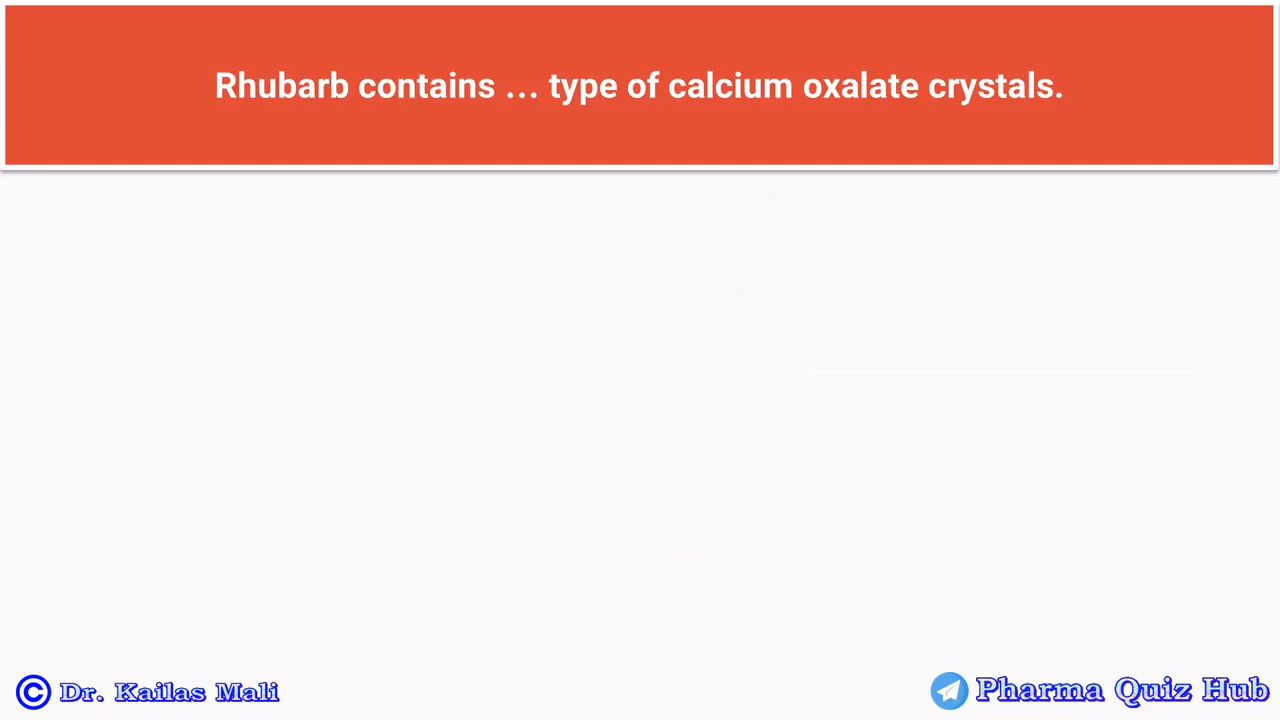 Rhubarb contains … type of calcium oxalate crystals.
© Dr. Kailas Mali
Pharma Quiz Hub